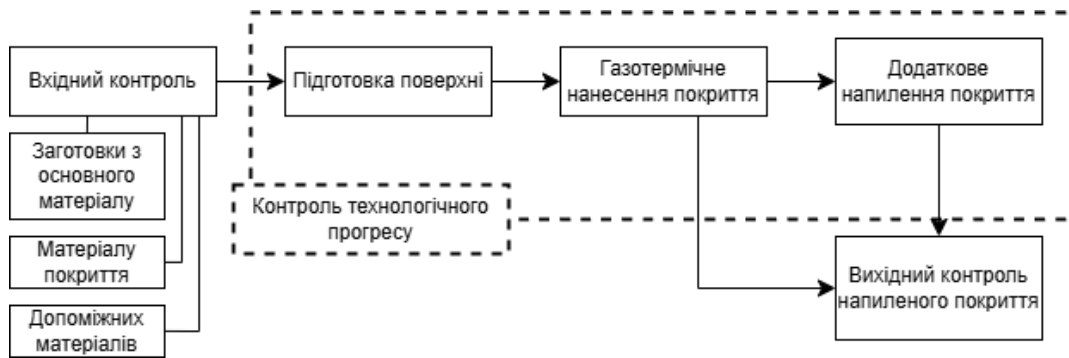 Вхідний контроль
Підготовка поверхні
Газотермічне
нанесення покриття
Додаткове
напилення покриття
Заготовки з
основного
матеріалу
Контроль технологічного
прогресу
Матеріалу
покриття
Вихідний контроль
напиленого покриття
Допоміжних
матеріалів